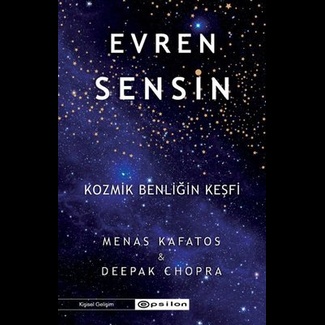 EVREN
SENSİN
KOZMİK BENLİĞİN KEŞFİ
MENAS KAFATOS
&
DEEPAK CHOPRA
Kişisel Gelişim
epsilon